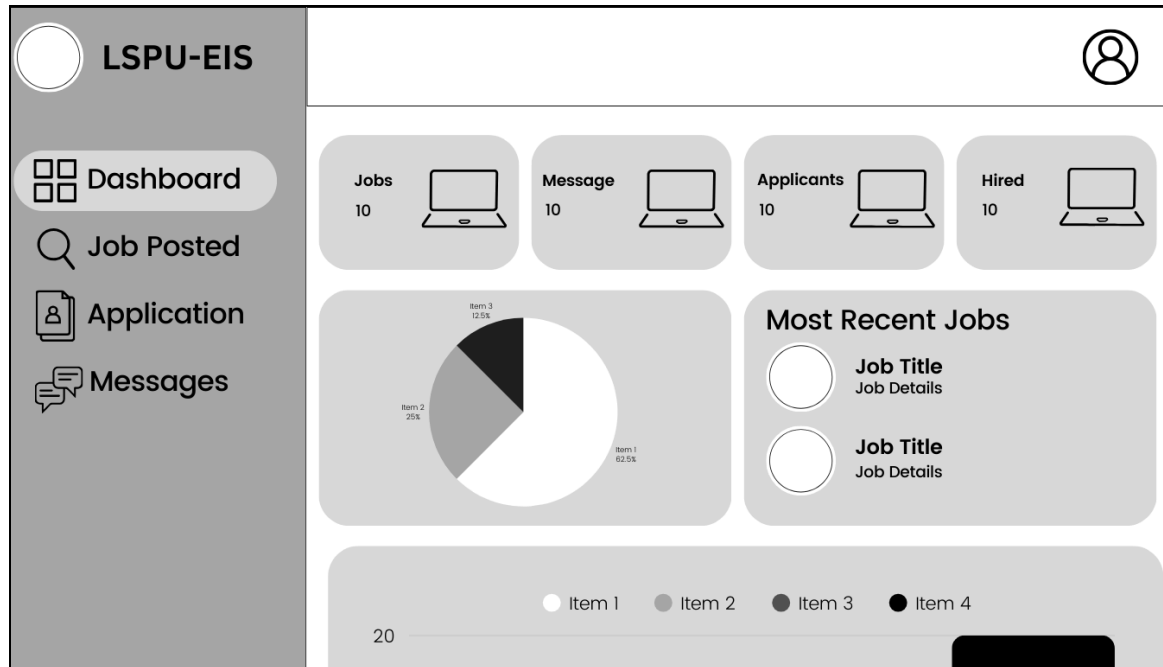 LSPU-EIS
Dashboard
Job Posted
Application
Messages
Jobs
10
Message
10
Applicants
10
Hired
10
Item 3
12.5%
Item 2
25%
Item 1
62.5%
Most Recent Jobs
Job Title
Job Details
Job Title
Job Details
Item 1 Item 2 Item 3 Item 4
20